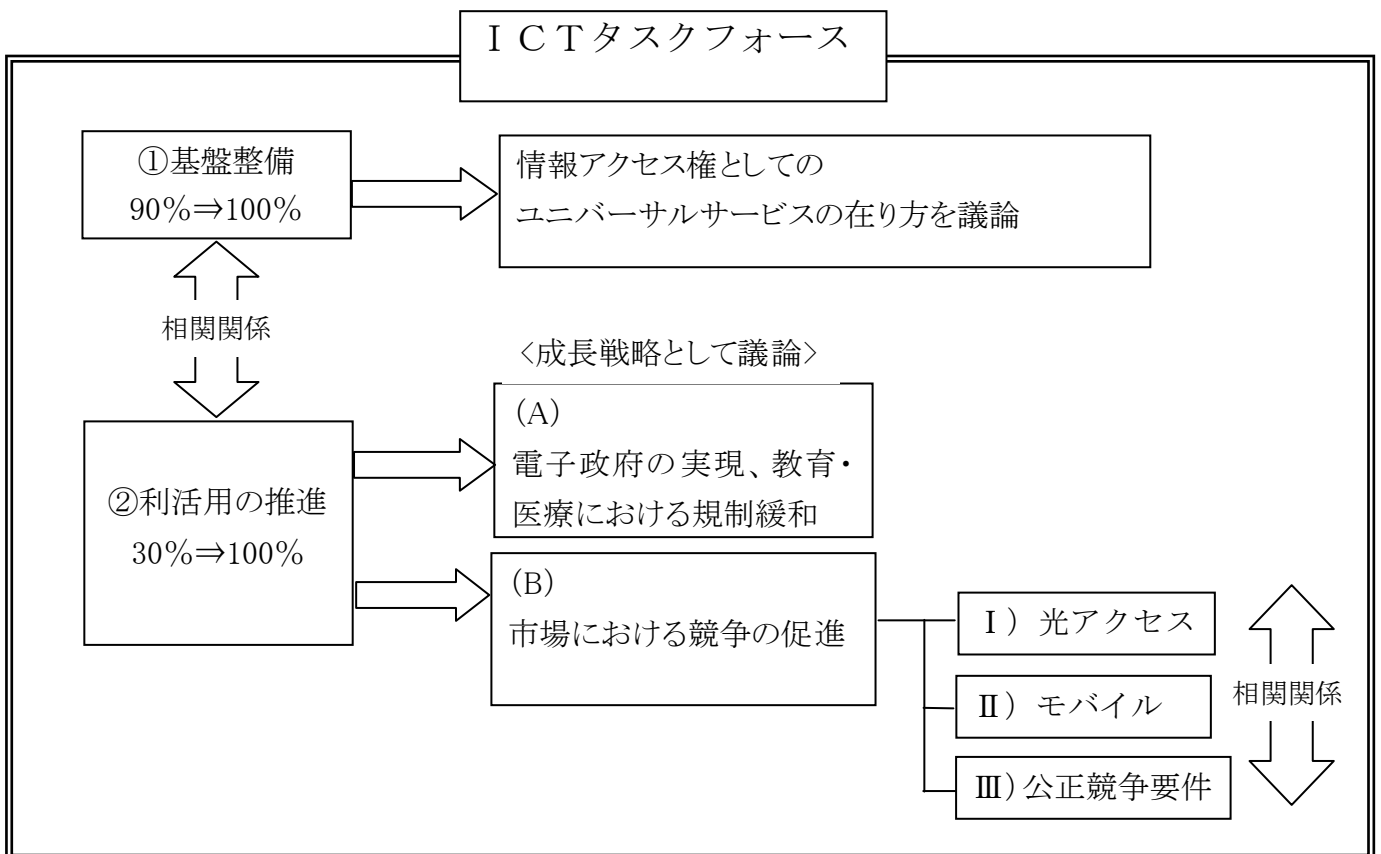 ＩＣＴタスクフォース
①基盤整備
90％⇒100％
情報アクセス権としての
ユニバーサルサービスの在り方を議論
相関関係
<成長戦略として議論>
②利活用の推進
30％⇒100％
(A)
電子政府の実現、教育・
医療における規制緩和
(B)
市場における競争の促進
Ⅰ）光アクセス
Ⅱ）モバイル
Ⅲ）公正競争要件
相関関係